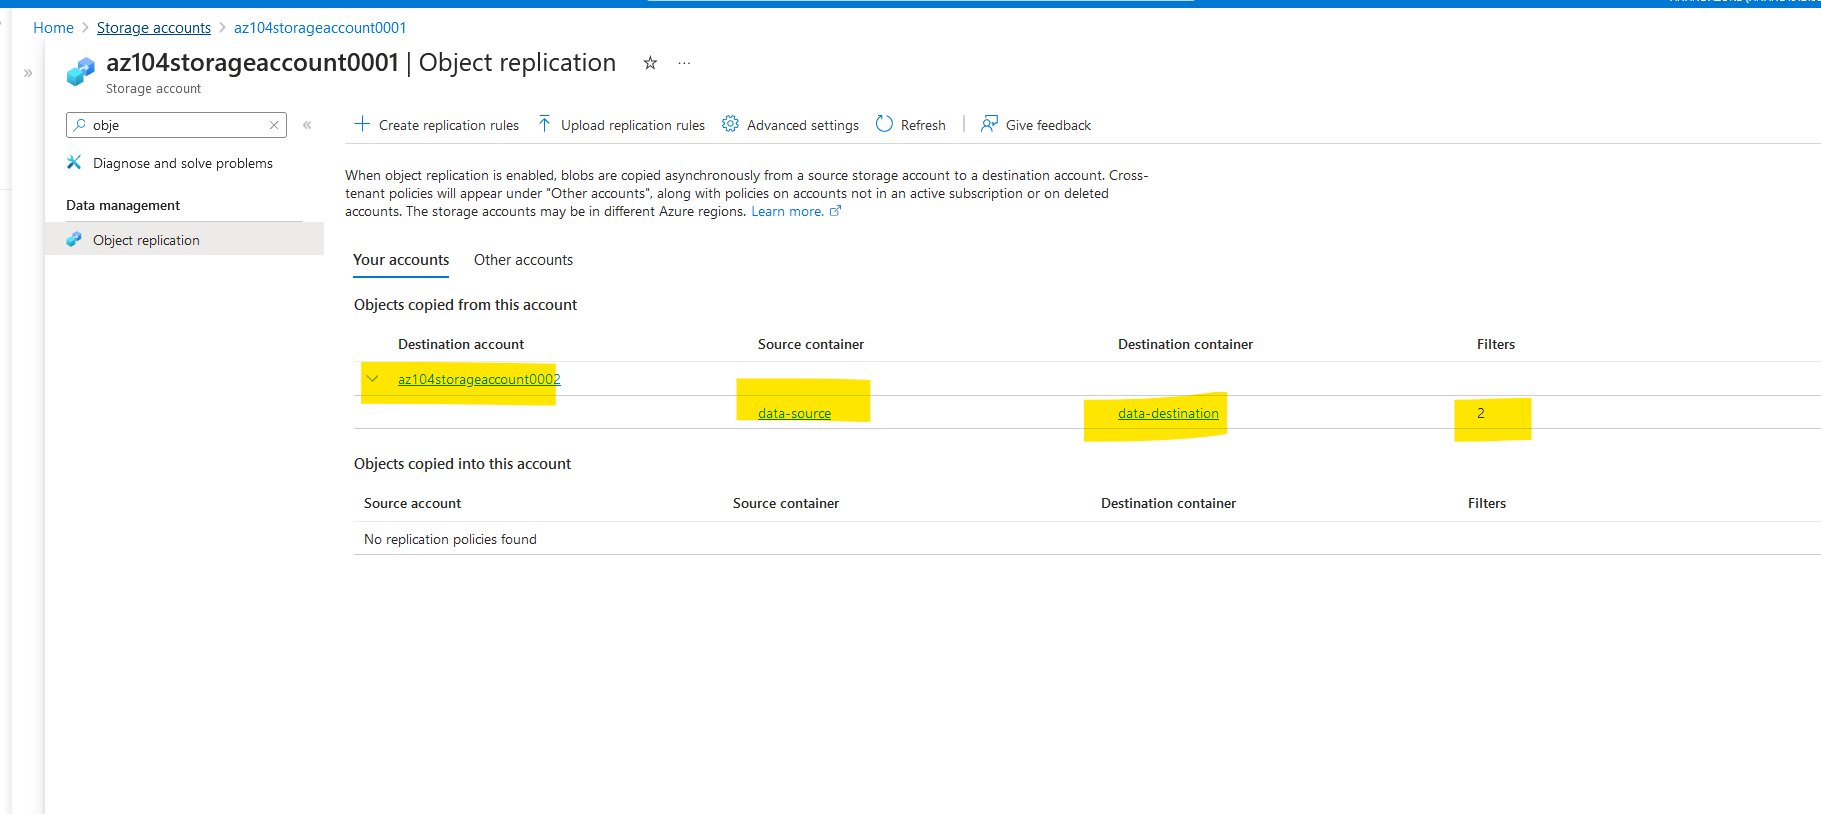 Home > Storage accounts > az104storageaccount0001
az104storageaccount0001 | Object replication
Storage account
obje
Create replication rules Upload replication rules Advanced settings Refresh Give feedback
Diagnose and solve problems
Data management
Object replication
When object replication is enabled, blobs are copied asynchronously from a source storage account to a destination account. Cross-
tenant policies will appear under "Other accounts", along with policies on accounts not in an active subscription or on deleted
accounts. The storage accounts may be in different Azure regions. Learn more.
Your accounts Other accounts
Objects copied from this account
Destination account Source container Destination container Filters
az104storageaccount0002
data-source data-destination 2
Objects copied into this account
Source account Source container Destination container Filters
No replication policies found